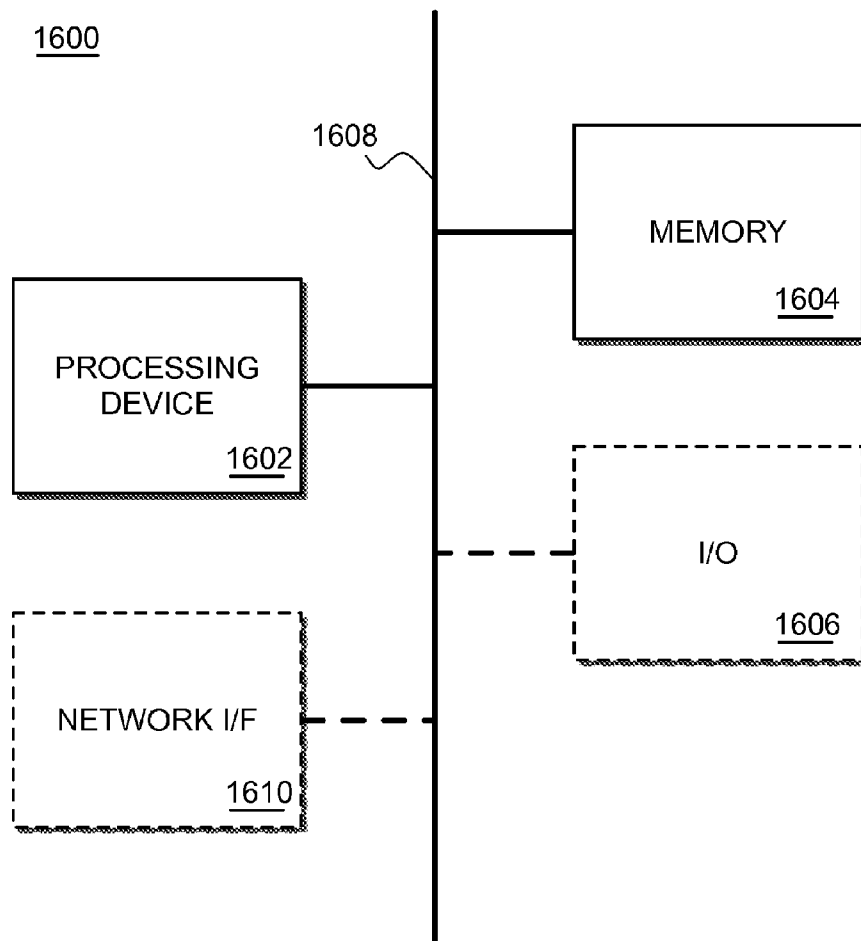 1600
1608
MEMORY
1604
PROCESSING
DEVICE
1602
I/O
1606
NETWORK I/F
1610